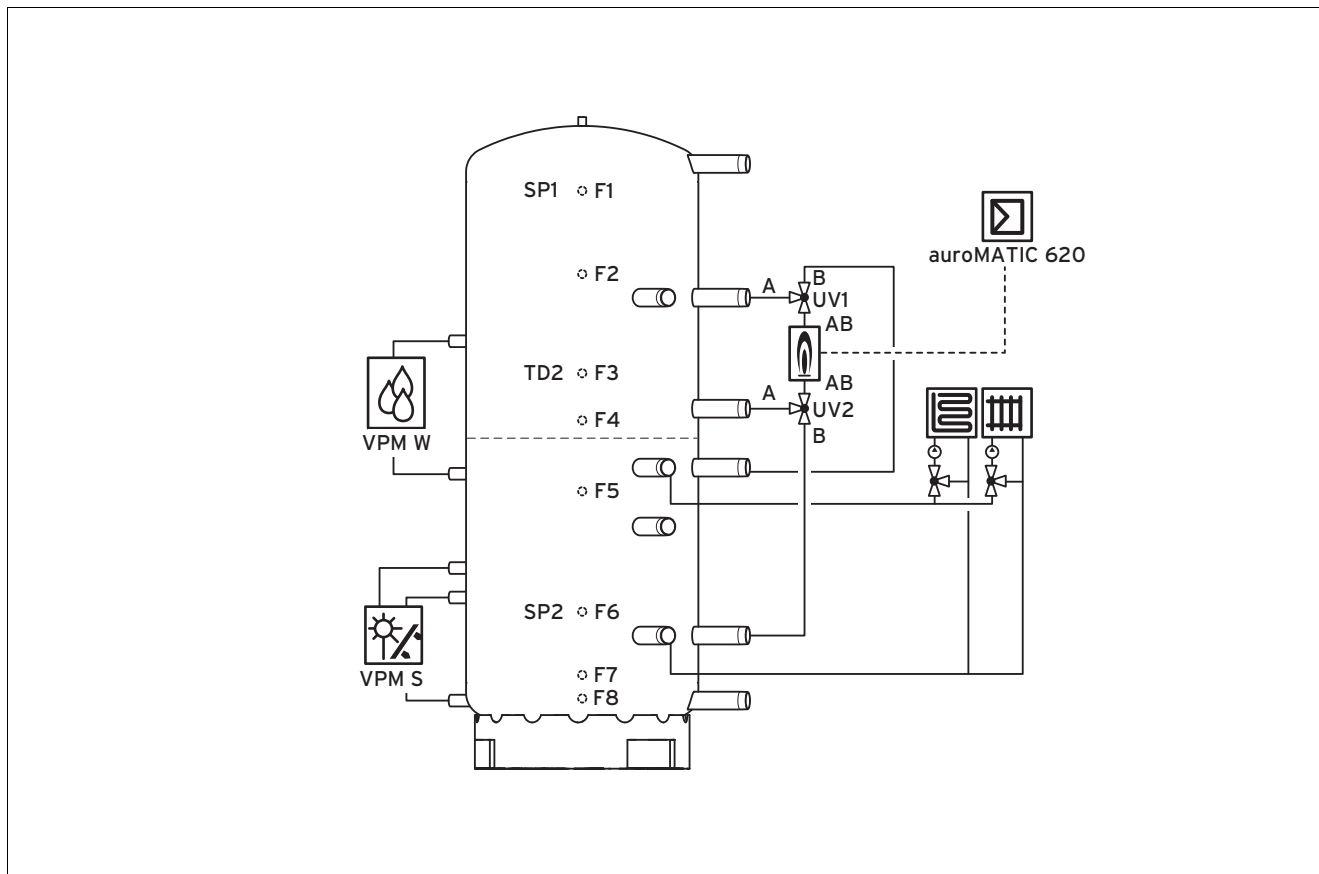 SP1 F1
auroMATIC 620
F2
B
A
UV1
AB
TD2 F3
AB
A
UV2
F4
B
VPM W
F5
SP2 F6
F7
VPM S
F8